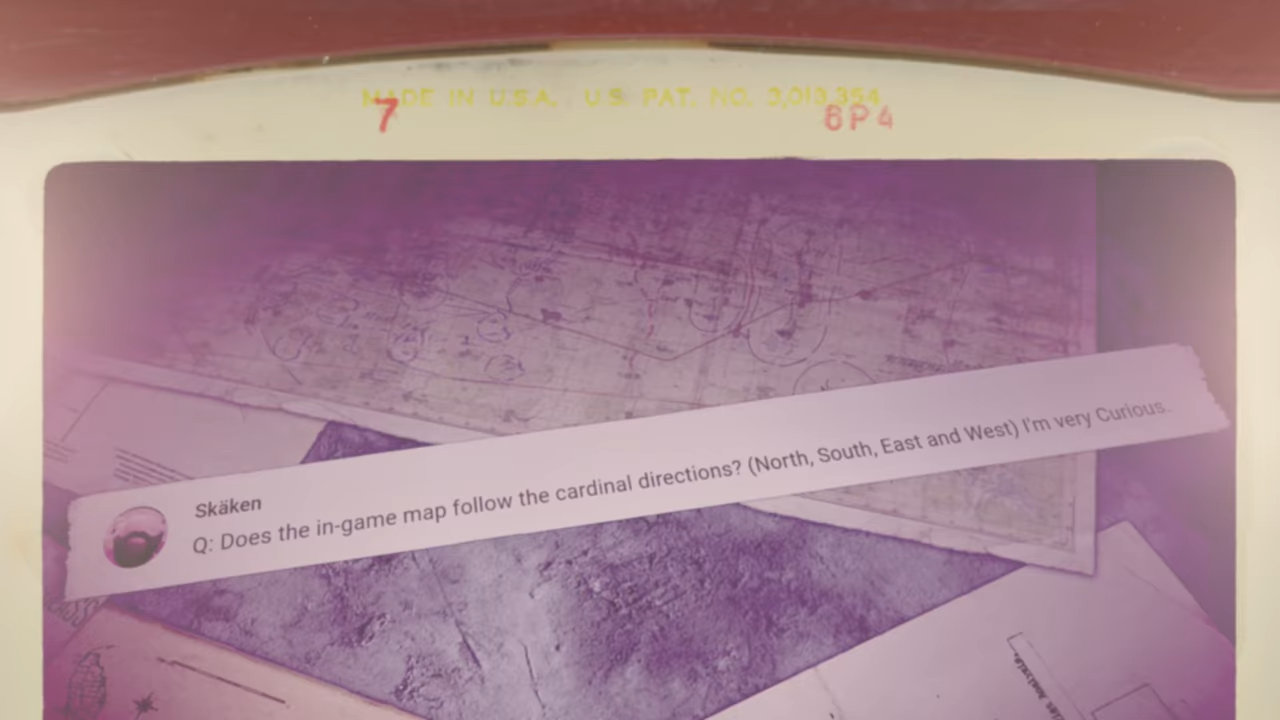 MADE IN U.S.A. U.S. PAT. NO. 3,013,354
7 6P4
Skäken
Q: Does the in-game map follow the cardinal directions? (North, South, East and West) I'm very Curious.